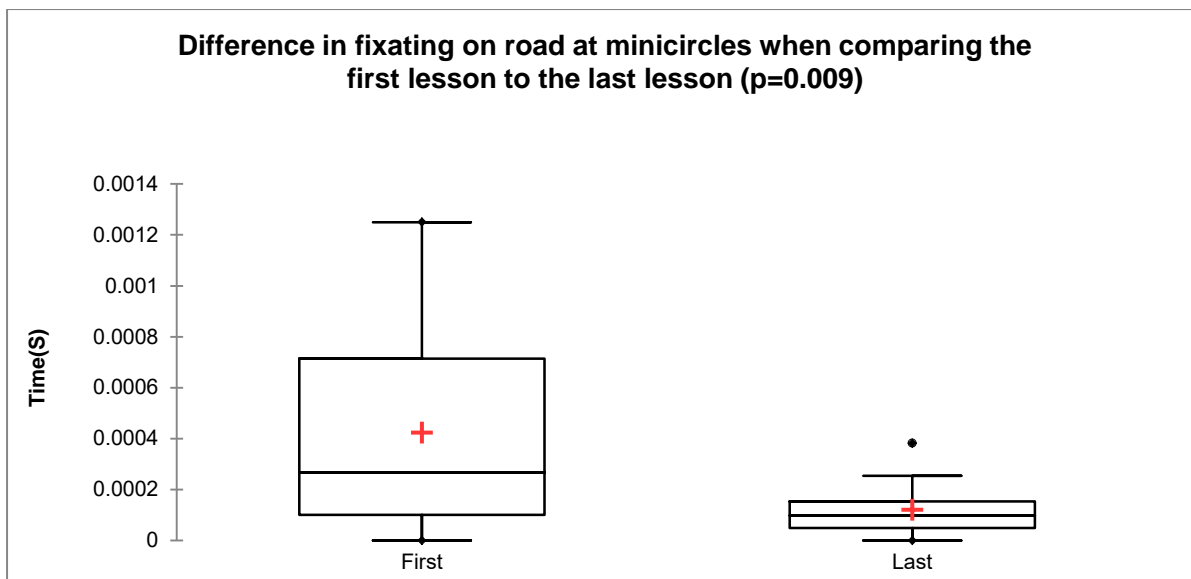 Difference in fixating on road at minicircles when comparing the
first lesson to the last lesson (p=0.009)
0.0014
0.0012
0.001
0.0008
0.0006
0.0004
0.0002
0
Time(S)
First
Last